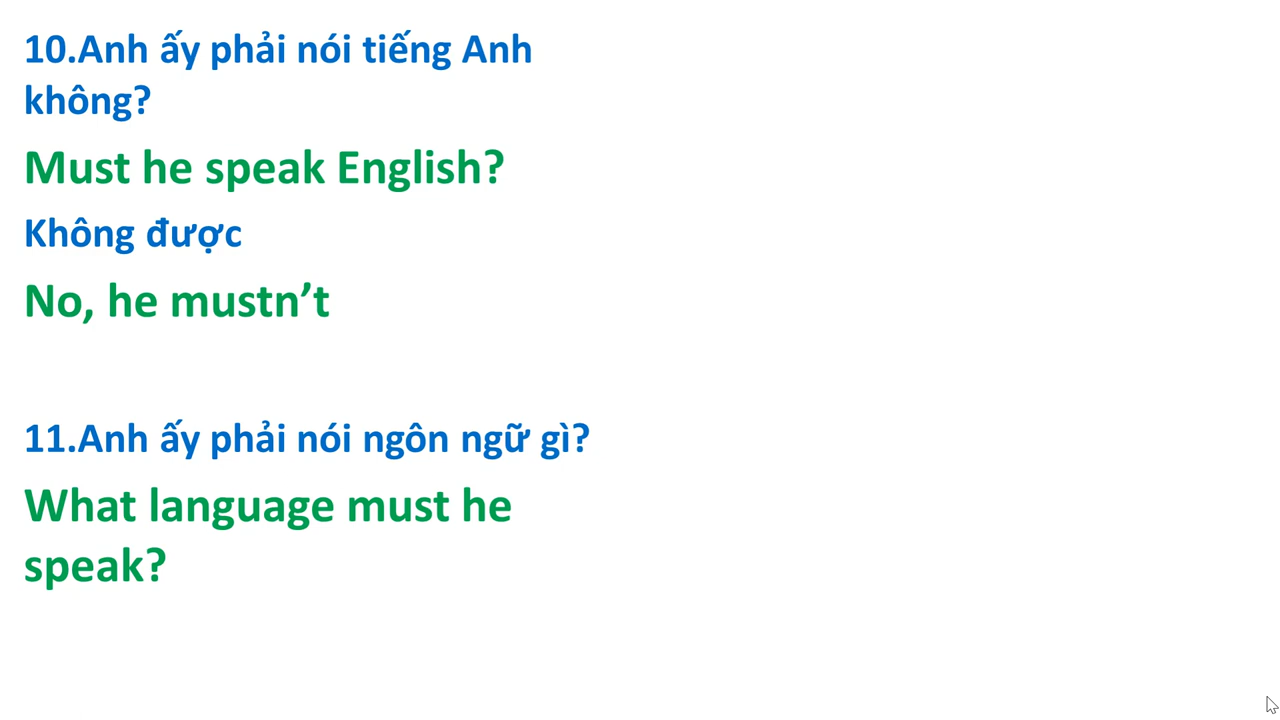 10.Anh ấy phải nói tiếng Anh
không?
Must he speak English?
Không được
No, he mustn’t
11.Anh ấy phải nói ngôn ngữ gì?
What language must he
speak?